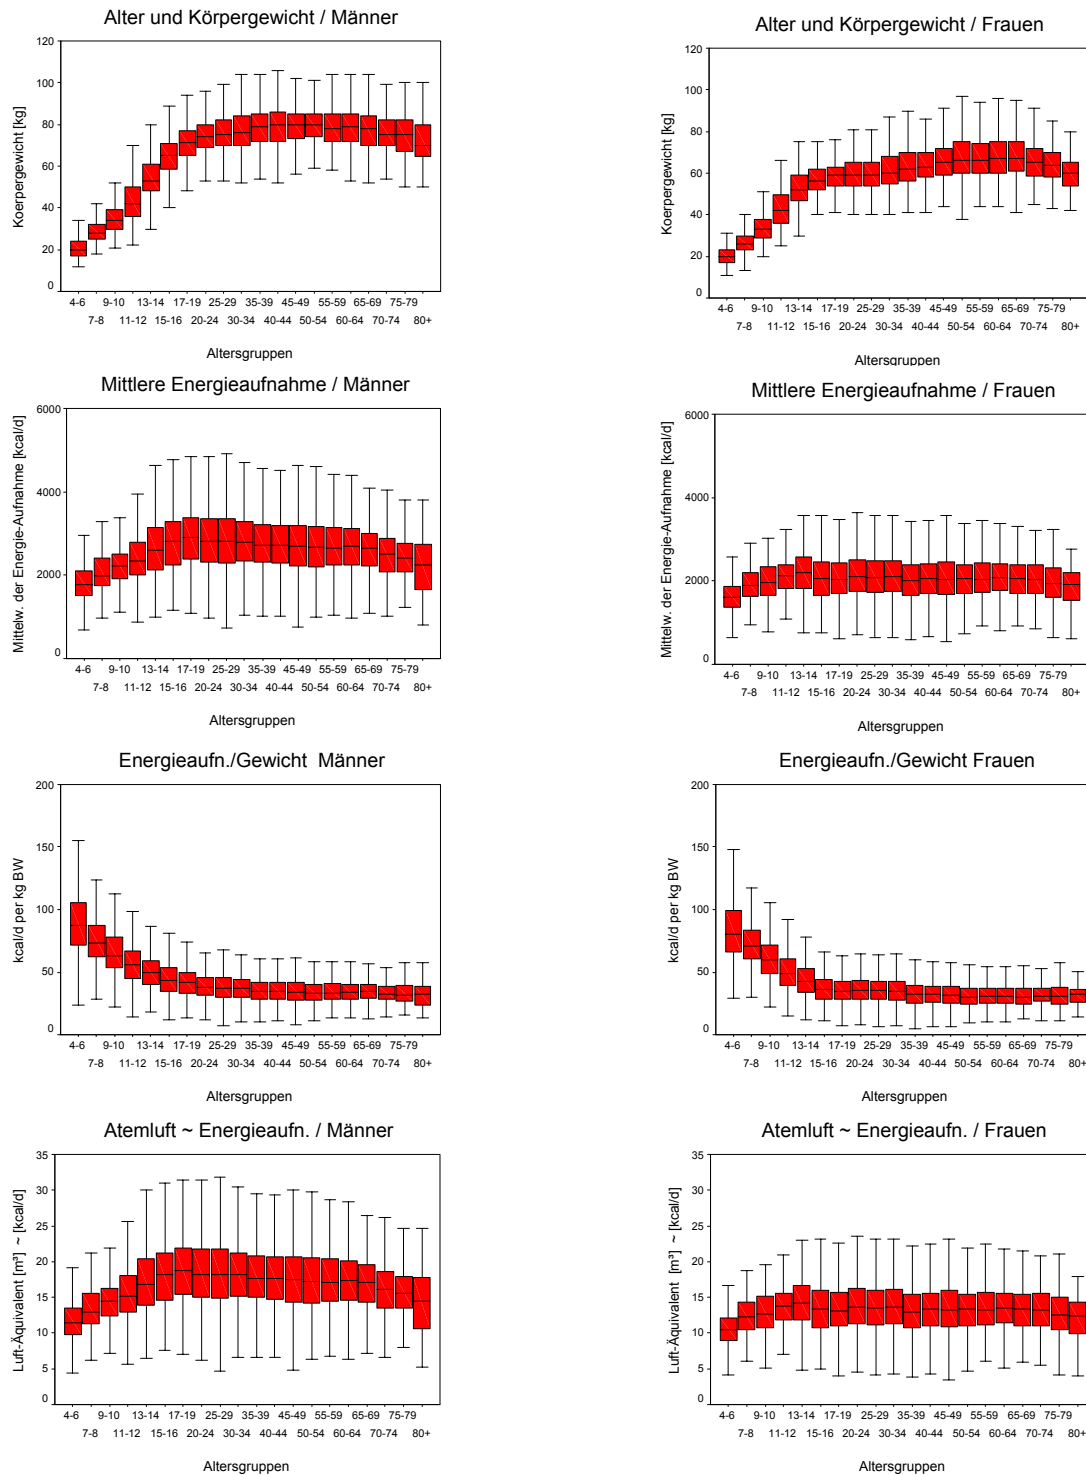 Alter und Körpergewicht / Männer
Koerpergewicht [kg]
120
100
80
60
40
20
0
4-6 9-10 13-14 17-19 25-29 35-39 45-49 55-59 65-69 75-79
7-8 11-12 15-16 20-24 30-34 40-44 50-54 60-64 70-74 80+
Altersgruppen
Alter und Körpergewicht / Frauen
Koerpergewicht [kg]
120
100
80
60
40
20
0
4-6 9-10 13-14 17-19 25-29 35-39 45-49 55-59 65-69 75-79
7-8 11-12 15-16 20-24 30-34 40-44 50-54 60-64 70-74 80+
Altersgruppen
Mittlere Energieaufnahme / Männer
Mittelw. der Energie-Aufnahme [kcal/d]
6000
4000
2000
0
4-6 9-10 13-14 17-19 25-29 35-39 45-49 55-59 65-69 75-79
7-8 11-12 15-16 20-24 30-34 40-44 50-54 60-64 70-74 80+
Altersgruppen
Mittlere Energieaufnahme / Frauen
Mittelw. der Energie-Aufnahme [kcal/d]
6000
4000
2000
0
4-6 9-10 13-14 17-19 25-29 35-39 45-49 55-59 65-69 75-79
7-8 11-12 15-16 20-24 30-34 40-44 50-54 60-64 70-74 80+
Altersgruppen
Energieaufn./Gewicht Männer
kcal/d per kg BW
200
150
100
50
0
4-6 9-10 13-14 17-19 25-29 35-39 45-49 55-59 65-69 75-79
7-8 11-12 15-16 20-24 30-34 40-44 50-54 60-64 70-74 80+
Altersgruppen
Energieaufn./Gewicht Frauen
kcal/d per kg BW
200
150
100
50
0
4-6 9-10 13-14 17-19 25-29 35-39 45-49 55-59 65-69 75-79
7-8 11-12 15-16 20-24 30-34 40-44 50-54 60-64 70-74 80+
Altersgruppen
Atemluft ~ Energieaufn. / Männer
Luft-Äquivalent [m³] ~ [kcal/d]
35
30
25
20
15
10
5
0
4-6 9-10 13-14 17-19 25-29 35-39 45-49 55-59 65-69 75-79
7-8 11-12 15-16 20-24 30-34 40-44 50-54 60-64 70-74 80+
Altersgruppen
Atemluft ~ Energieaufn. / Frauen
Luft-Äquivalent [m³] ~ [kcal/d]
35
30
25
20
15
10
5
0
4-6 9-10 13-14 17-19 25-29 35-39 45-49 55-59 65-69 75-79
7-8 11-12 15-16 20-24 30-34 40-44 50-54 60-64 70-74 80+
Altersgruppen